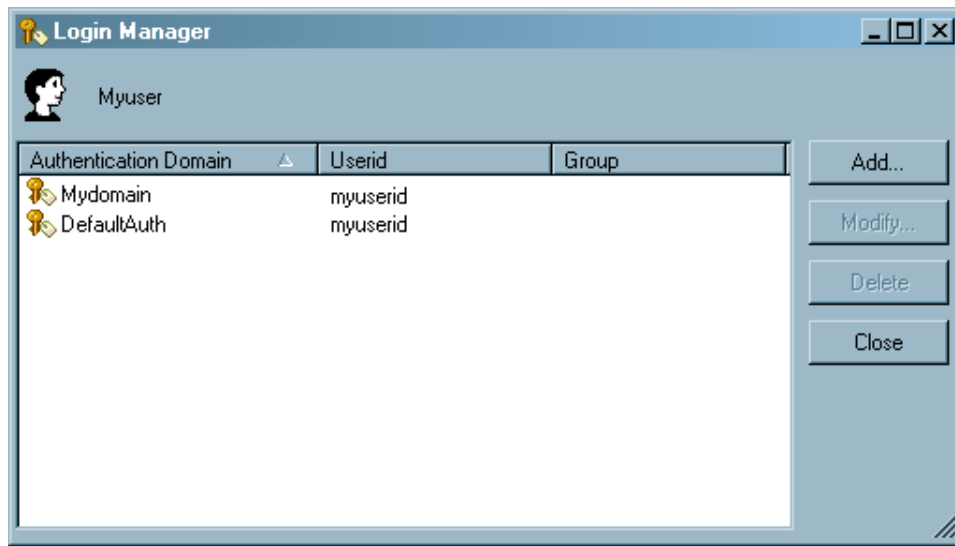 Login Manager
Myuser
Authentication Domain Userid Group
Mydomain myuserid
DefaultAuth myuserid
Add...
Modify...
Delete
Close